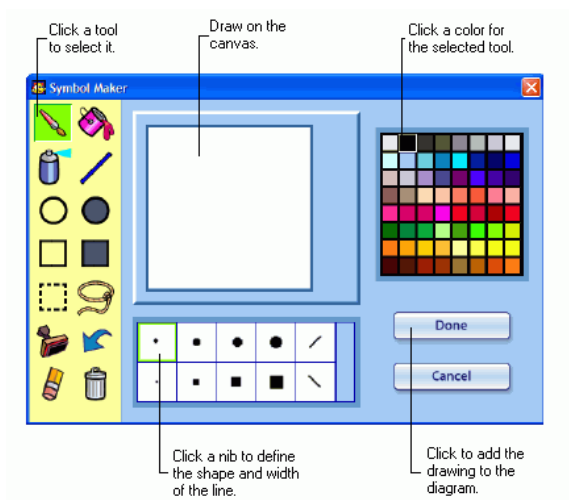 Click a tool
to select it.
Draw on the
canvas.
Click a color for
the selected tool.
Symbol Maker
Done
Cancel
Click a nib to define
the shape and width
of the line.
Click to add the
drawing to the
diagram.